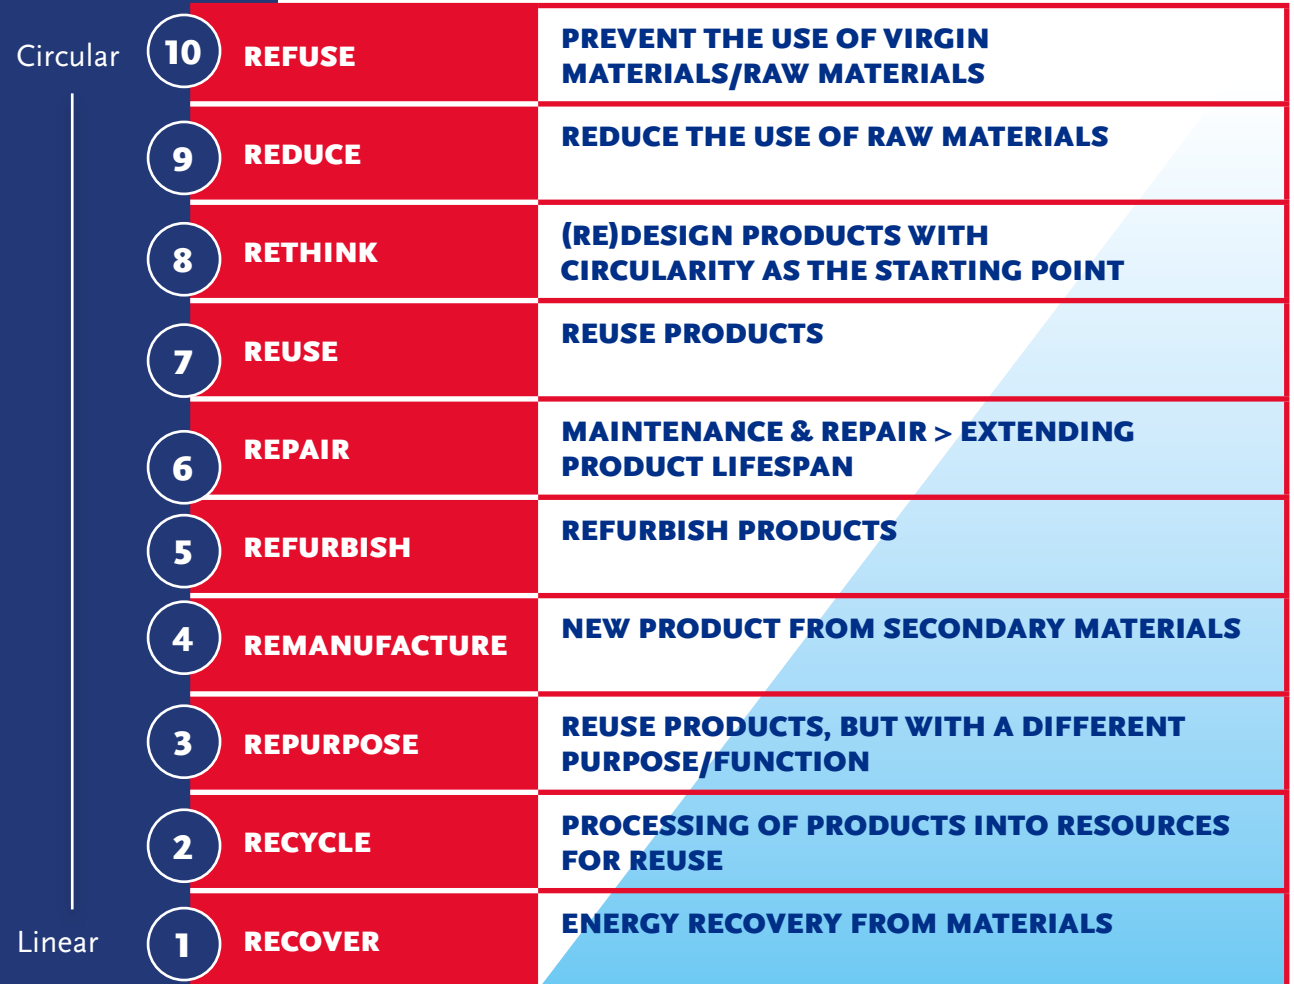 Circular
10
REFUSE
PREVENT THE USE OF VIRGIN
MATERIALS/RAW MATERIALS
9
REDUCE
REDUCE THE USE OF RAW MATERIALS
8
RETHINK
(RE)DESIGN PRODUCTS WITH
CIRCULARITY AS THE STARTING POINT
7
REUSE
REUSE PRODUCTS
6
REPAIR
MAINTENANCE & REPAIR > EXTENDING
PRODUCT LIFESPAN
5
REFURBISH
REFURBISH PRODUCTS
4
REMANUFACTURE
NEW PRODUCT FROM SECONDARY MATERIALS
3
REPURPOSE
REUSE PRODUCTS, BUT WITH A DIFFERENT
PURPOSE/FUNCTION
2
RECYCLE
PROCESSING OF PRODUCTS INTO RESOURCES
FOR REUSE
Linear
1
RECOVER
ENERGY RECOVERY FROM MATERIALS